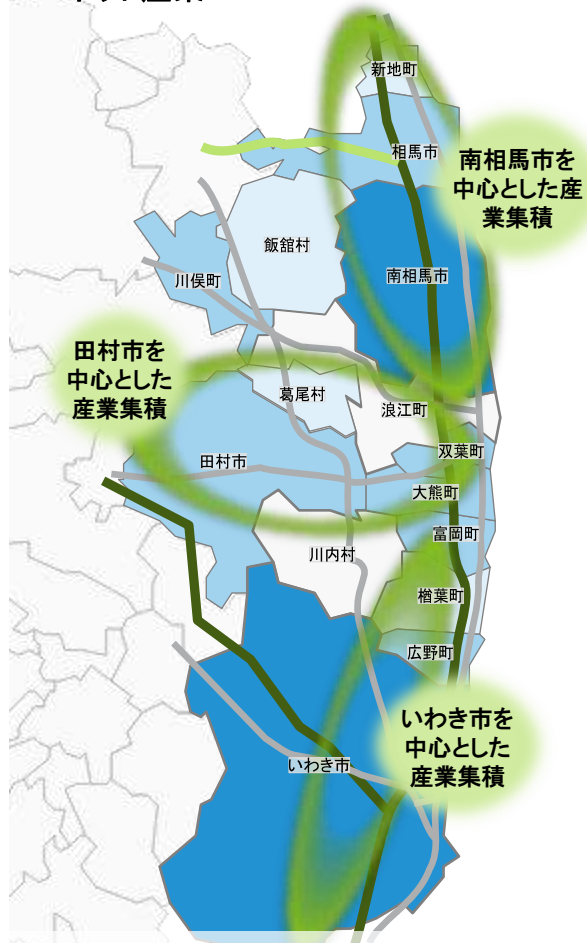 新地町
相馬市
南相馬市を
中心とした産
業集積
飯舘村
川俣町
南相馬市
田村市を
中心とした
産業集積
葛尾村
浪江町
双葉町
田村市
大熊町
富岡町
川内村
楢葉町
広野町
いわき市を
中心とした
産業集積
いわき市